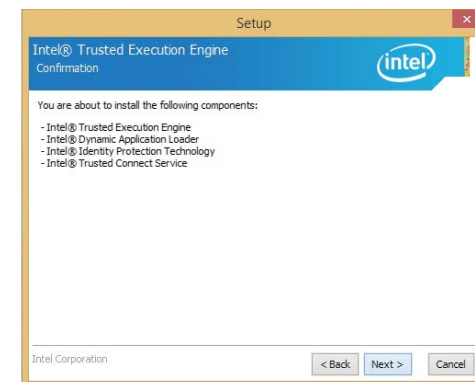 Setup
Intel® Trusted Execution Engine
Confirmation
intel
You are about to install the following components:
- Intel® Trusted Execution Engine
- Intel® Dynamic Application Loader
- Intel® Identity Protection Technology
- Intel® Trusted Connect Service
Intel Corporation
< Back Next > Cancel